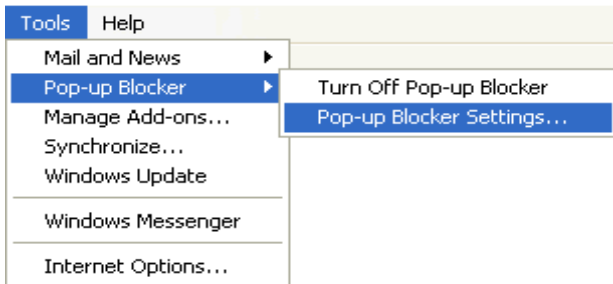 Tools Help
Mail and News
Pop-up Blocker
Turn Off Pop-up Blocker
Manage Add-ons...
Pop-up Blocker Settings...
Synchronize...
Windows Update
Windows Messenger
Internet Options...